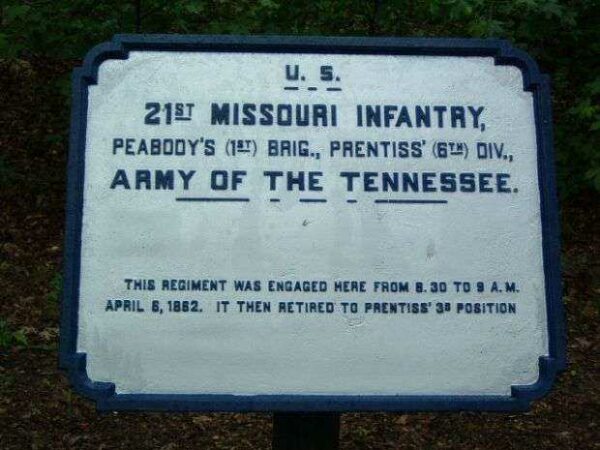 U. S.
21ST MISSOURI INFANTRY,
PEABODY'S (1ST) BRIG., PRENTISS' (6TH) DIV.,
ARMY OF THE TENNESSEE.
THIS REGIMENT WAS ENGAGED HERE FROM 8.30 TO 9 A.M.
APRIL 6, 1862. IT THEN RETIRED TO PRENTISS' 3D POSITION